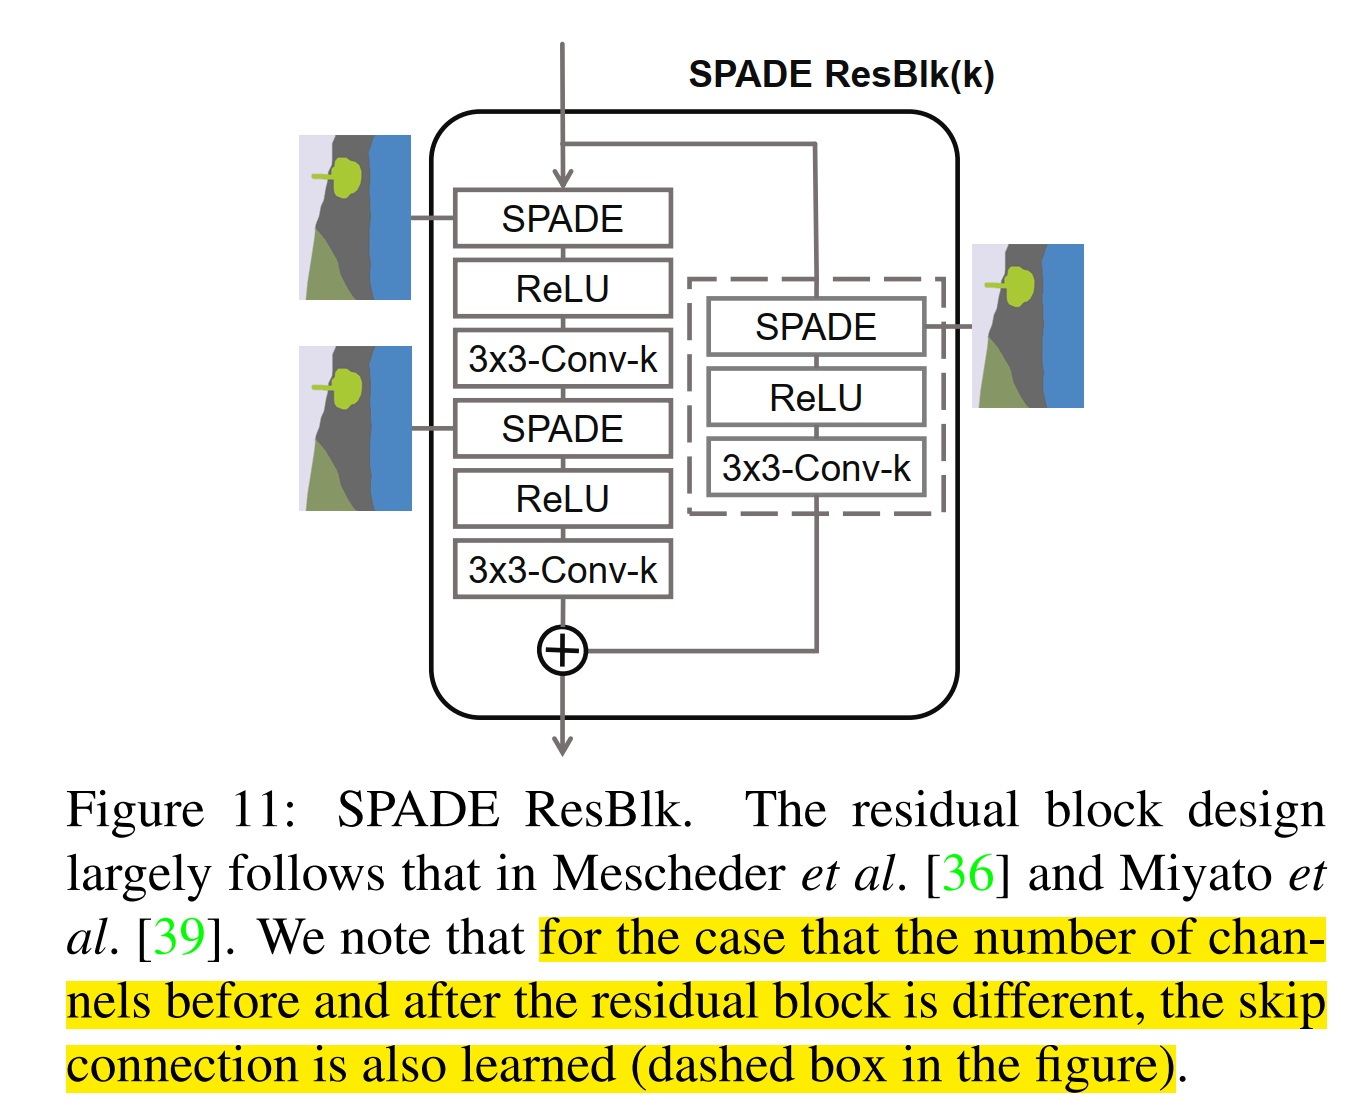 SPADE ResBlk(k)
SPADE
ReLU
3x3-Conv-k
SPADE
ReLU
3x3-Conv-k
SPADE
ReLU
3x3-Conv-k
Figure 11: SPADE ResBlk. The residual block design
largely follows that in Mescheder et al. [36] and Miyato et
al. [39]. We note that for the case that the number of chan-
nels before and after the residual block is different, the skip
connection is also learned (dashed box in the figure).